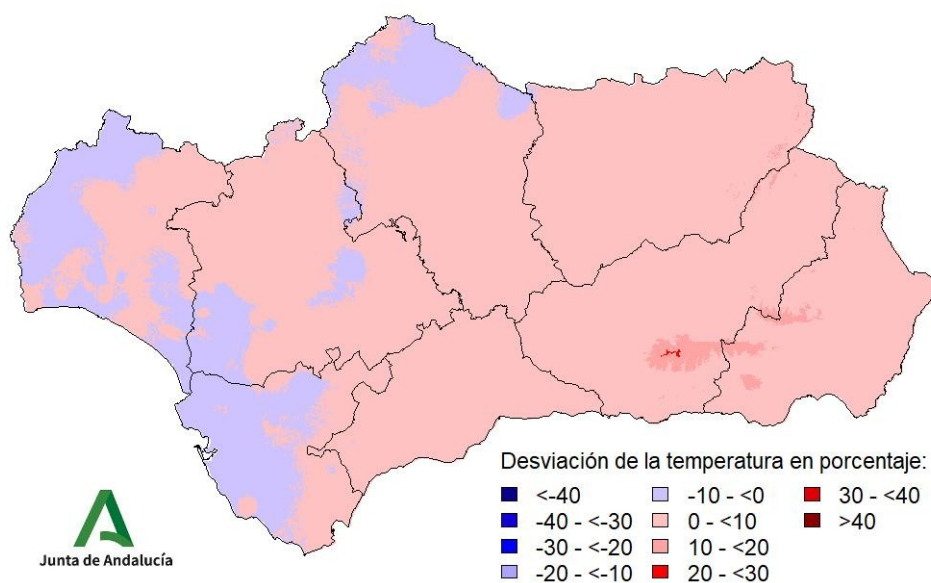 Desviación de la temperatura en porcentaje:
<-40
-40 - <-30
-30 - <-20
-20 - <-10
-10 - <0
0 - <10
10 - <20
20 - <30
30 - <40
>40
Junta de Andalucía